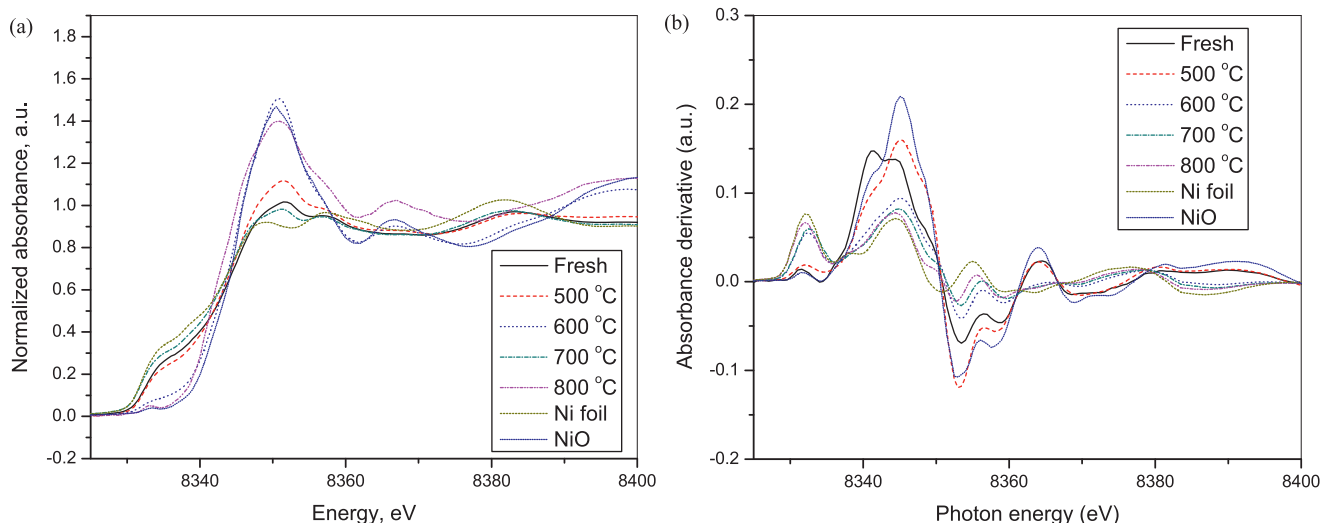 (a)
Normalized absorbance, a.u.
1.8
1.6
1.4
1.2
1.0
0.8
0.6
0.4
0.2
0.0
-0.2
8340
8360
8380
8400
Energy, eV
Fresh
500 °C
600 °C
700 °C
800 °C
Ni foil
NiO
(b)
Absorbance derivative (a.u.)
0.3
0.2
0.1
0.0
-0.1
-0.2
8340
8360
8380
8400
Photon energy (eV)
Fresh
500 °C
600 °C
700 °C
800 °C
Ni foil
NiO